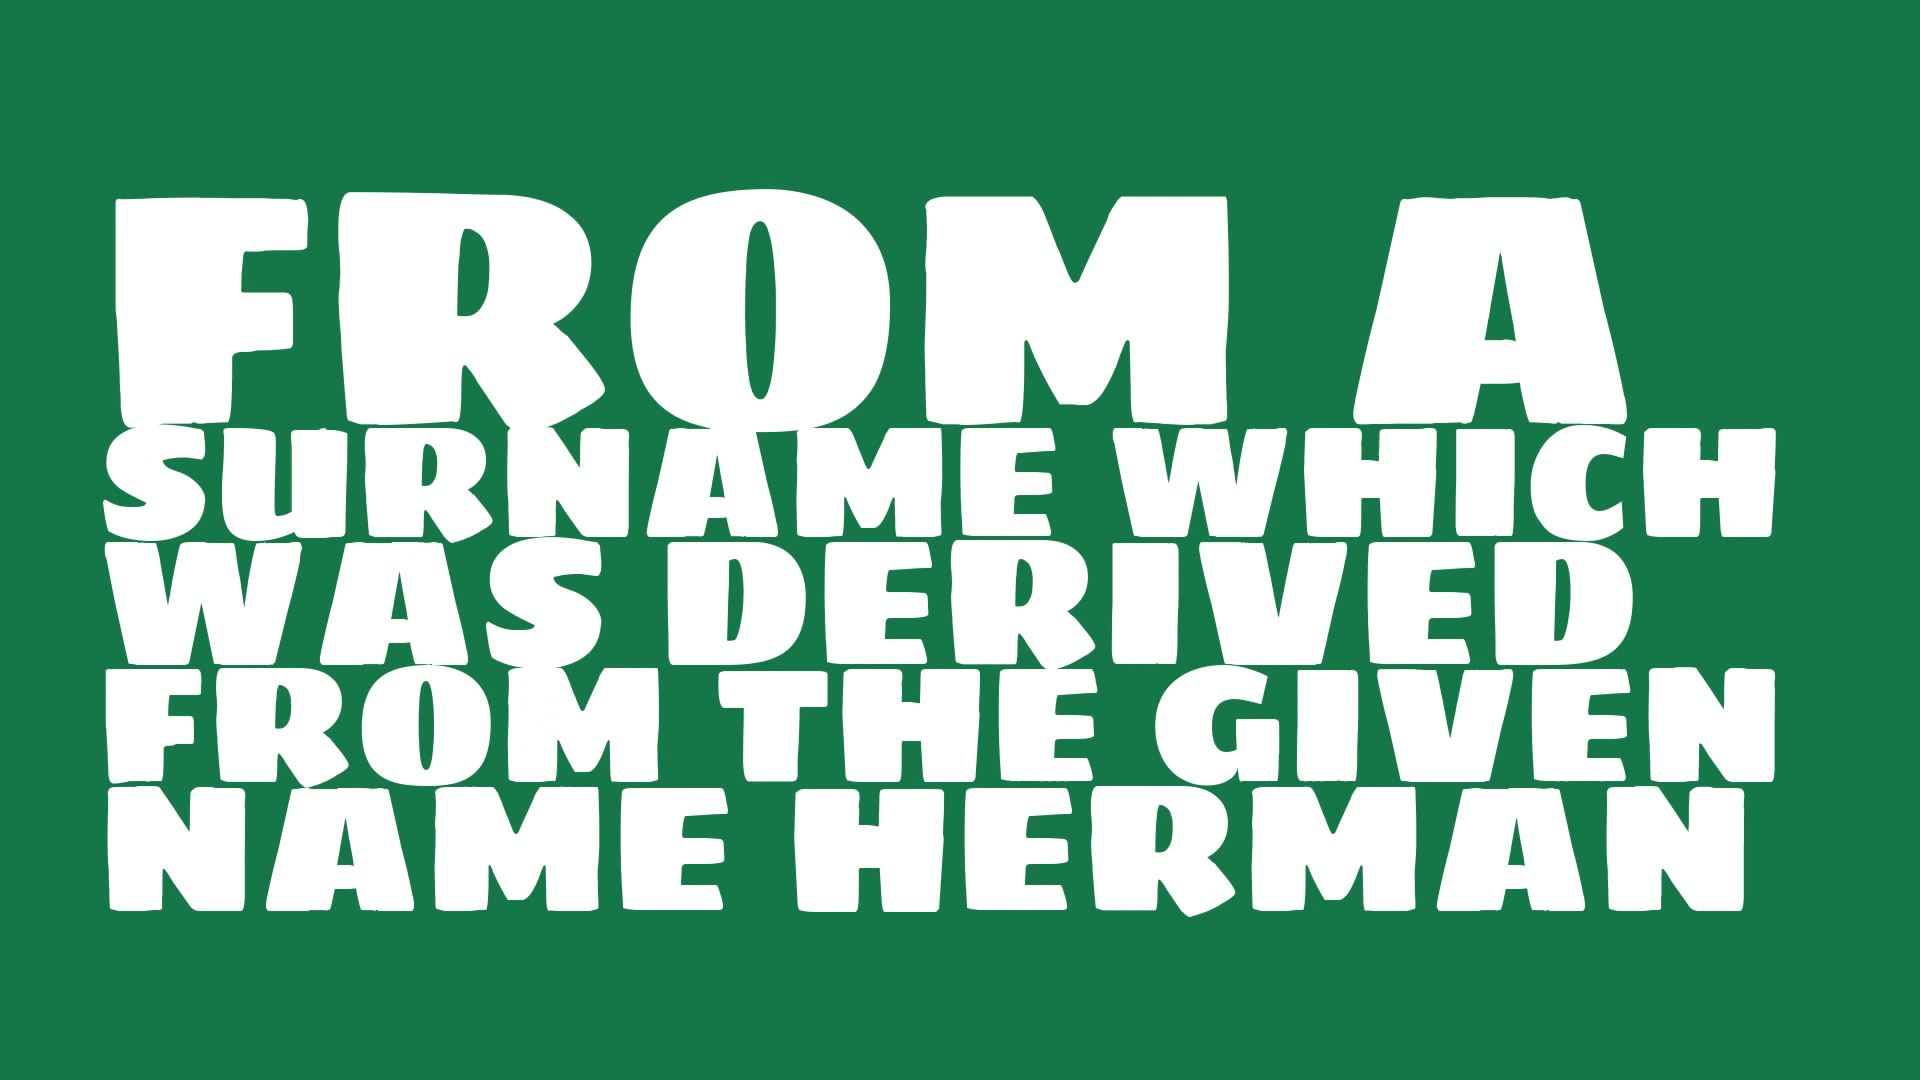 FROM A
SURNAME WHICH
WAS DERIVED
FROM THE GIVEN
NAME HERMAN